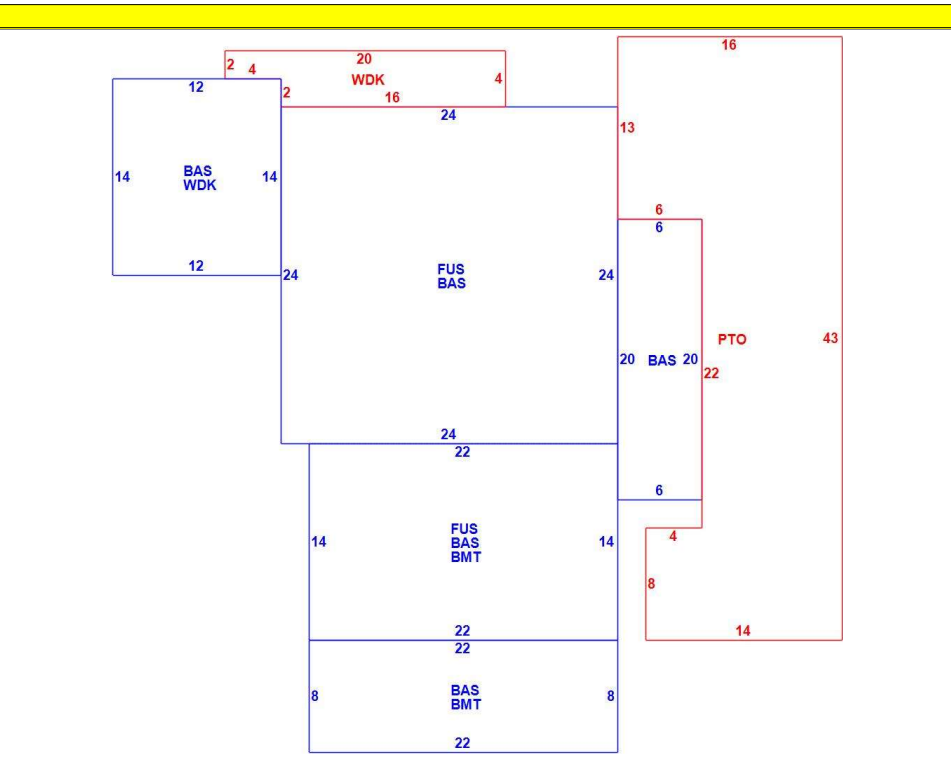 16
20
2 4
WDK 4
12
2 16
24
13
14 BAS 14
WDK
6
6
12
24 FUS 24
BAS
PTO 43
20 BAS 20
22
24
22
6
FUS
14 BAS 14
BMT
4
8
22 14
22
8 BAS 8
BMT
22